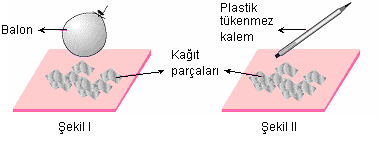 Balon
Plastik
tükenmez
kalem
Kağıt
parçaları
Şekil I
Şekil II